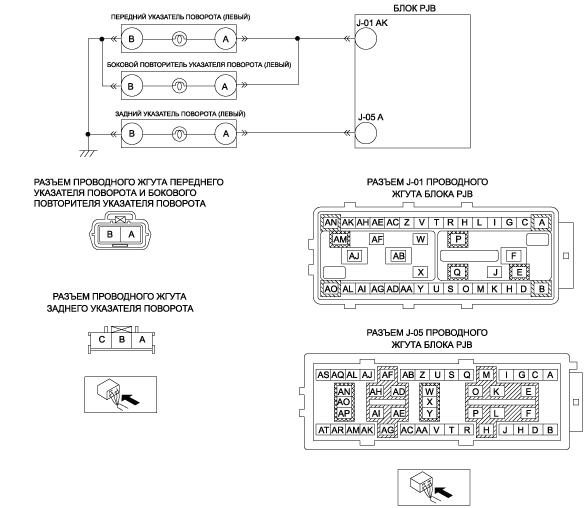 ПЕРЕДНИЙ УКАЗАТЕЛЬ ПОВОРОТА (ЛЕВЫЙ)
БЛОК PJB
J-01 AK
B A
БОКОВОЙ ПОВТОРИТЕЛЬ УКАЗАТЕЛЯ ПОВОРОТА (ЛЕВЫЙ)
B A
ЗАДНИЙ УКАЗАТЕЛЬ ПОВОРОТА (ЛЕВЫЙ)
J-05 A
B A
РАЗЪЕМ ПРОВОДНОГО ЖГУТА ПЕРЕДНЕГО
УКАЗАТЕЛЯ ПОВОРОТА И БОКОВОГО
ПОВТОРИТЕЛЯ УКАЗАТЕЛЯ ПОВОРОТА
B A
РАЗЪЕМ ПРОВОДНОГО ЖГУТА
ЗАДНЕГО УКАЗАТЕЛЯ ПОВОРОТА
C B A
РАЗЪЕМ J-01 ПРОВОДНОГО
ЖГУТА БЛОКА PJB
AN AK AH AE AC Z V T R H L I G C A
AM AF W P
AJ AB F
X Q J E
AO AL AI AG AD AA Y U S O M K H D B
РАЗЪЕМ J-05 ПРОВОДНОГО
ЖГУТА БЛОКА PJB
AS AQ AL AJ AF AB Z U S Q M I G C A
AN AH AD W O K E
AO X
AP AI AE Y P L F
AT AR AM AK AG AC AA V T R H J H D B